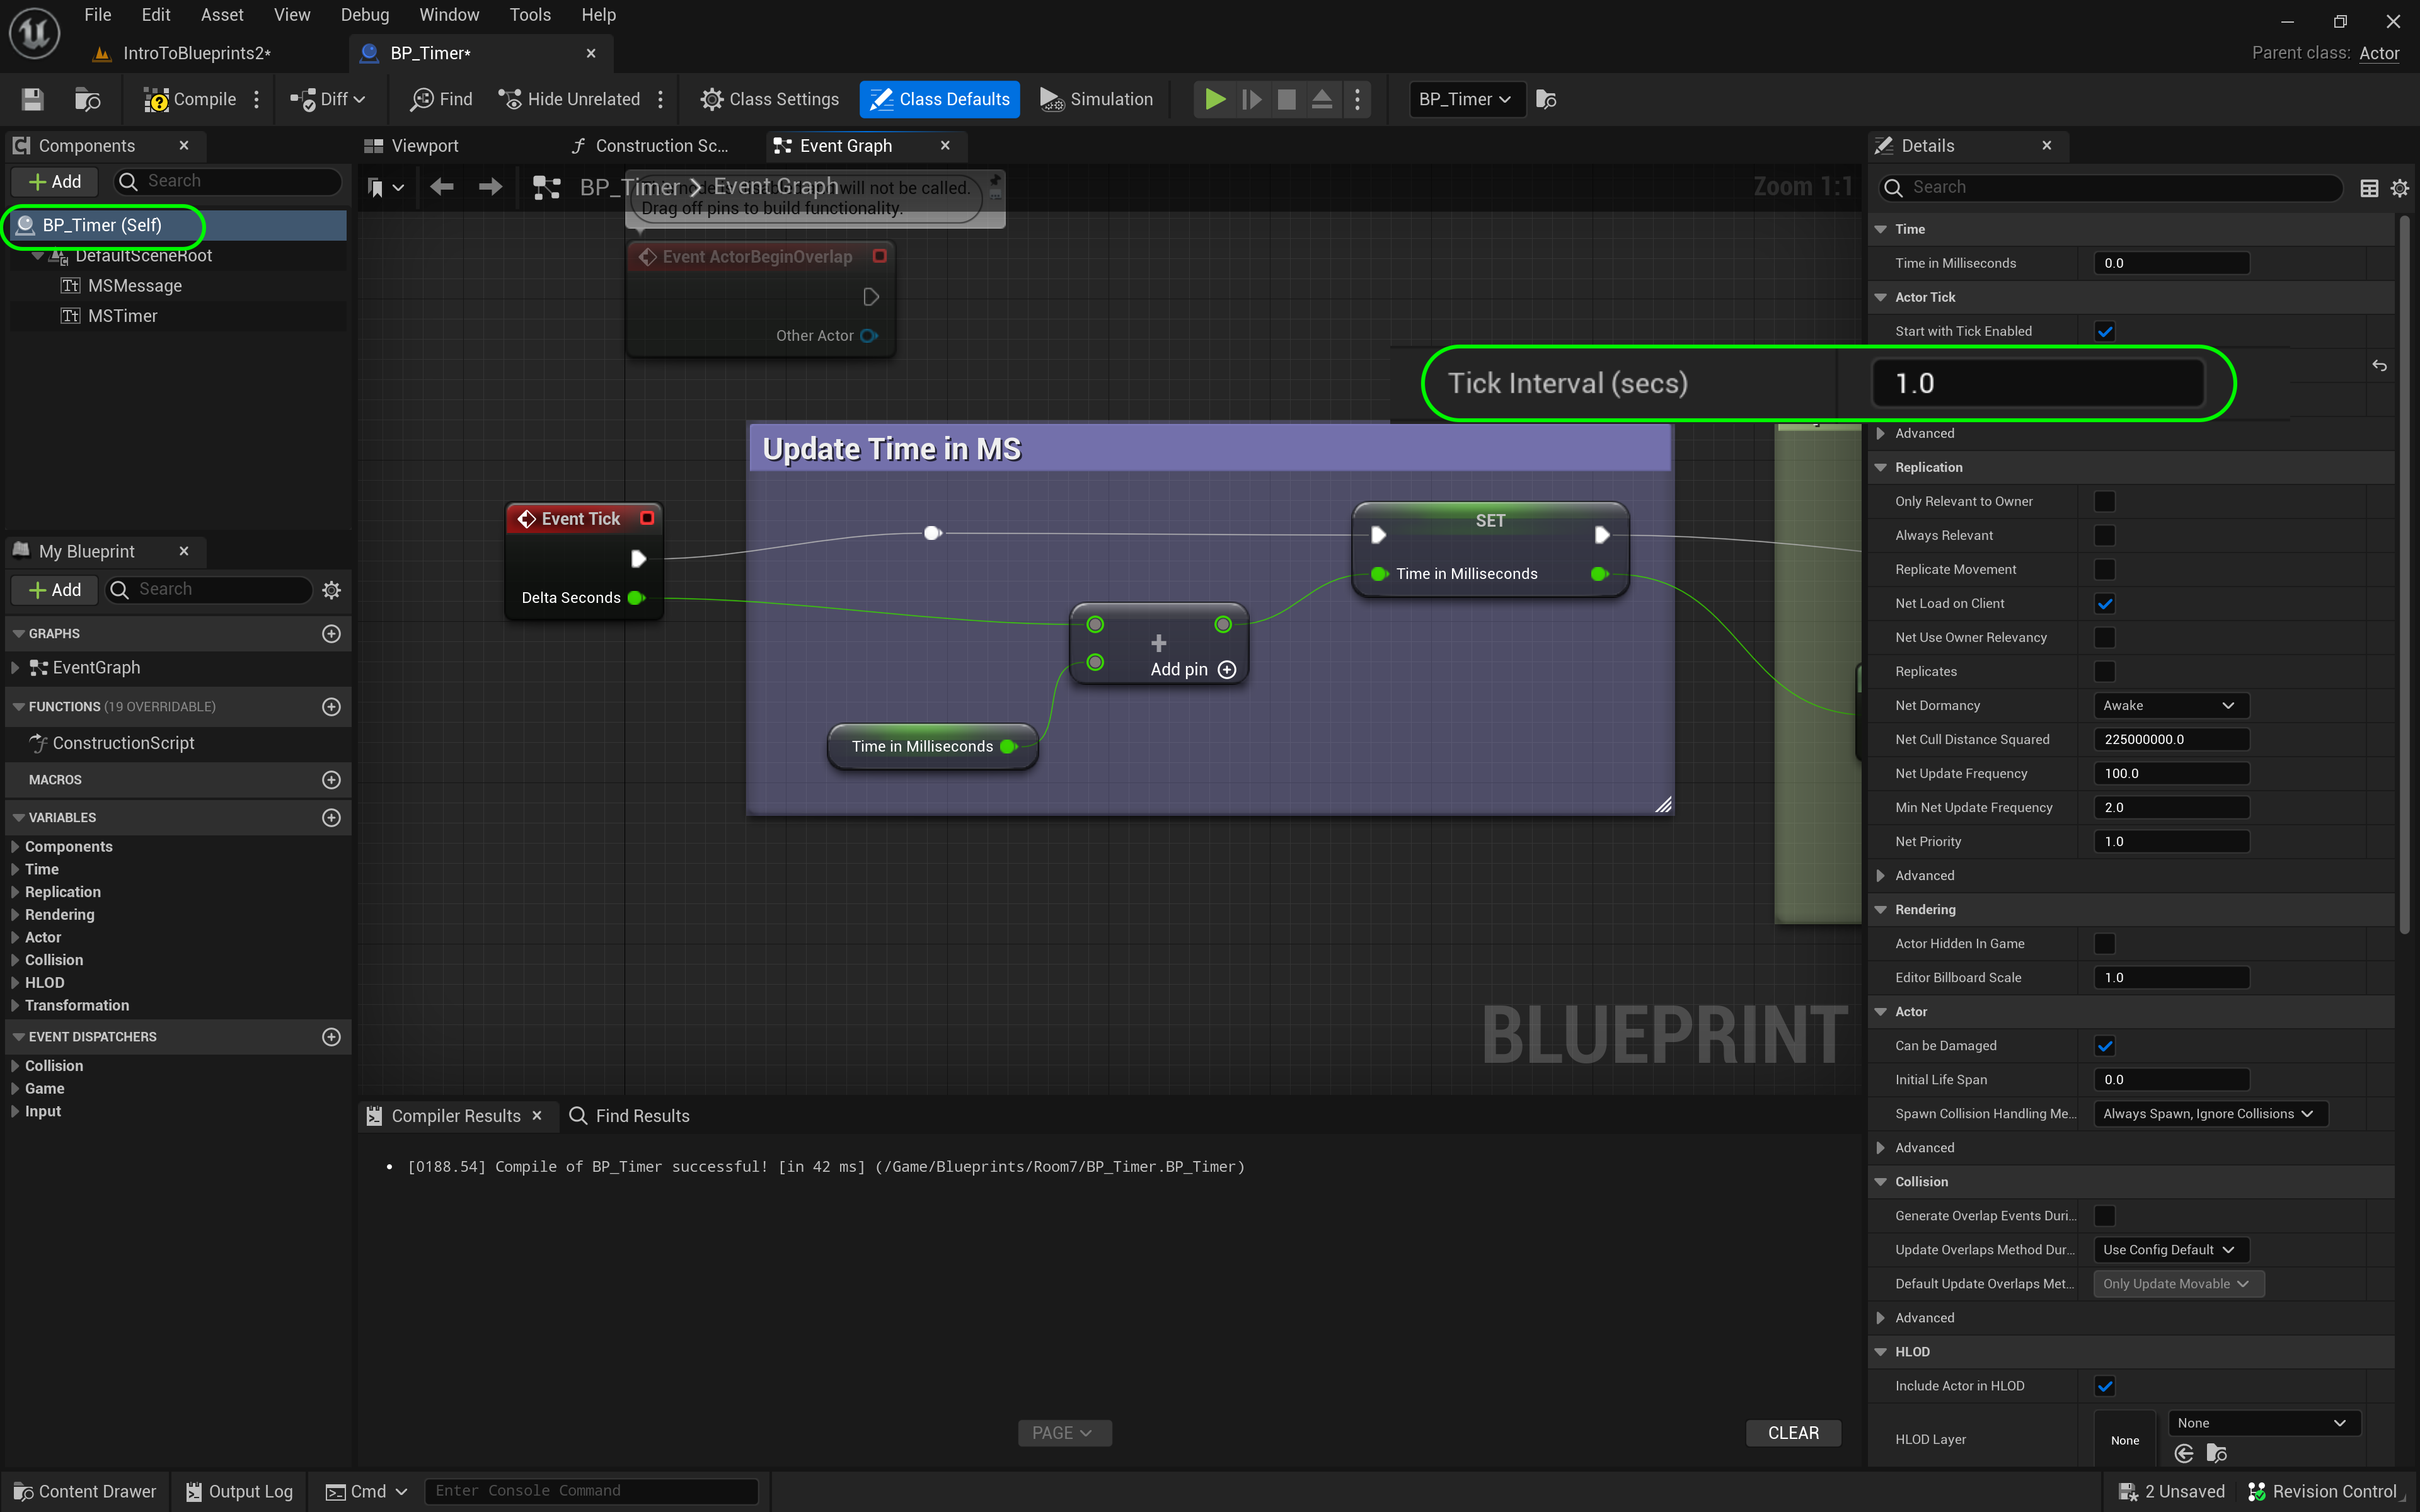 File Edit Asset View Debug Window Tools Help
IntroToBlueprints2*
BP_Timer*
Parent class: Actor
Compile
Diff
Find
Hide Unrelated
Class Settings
Class Defaults
Simulation
BP_Timer
Components
Add
Search
BP_Timer (Self)
DefaultSceneRoot
MSMessage
MSTimer
My Blueprint
Add
Search
GRAPHS
EventGraph
FUNCTIONS (19 OVERRIDABLE)
ConstructionScript
MACROS
VARIABLES
Components
Time
Replication
Rendering
Actor
Collision
HLOD
Transformation
EVENT DISPATCHERS
Collision
Game
Input
Viewport
Construction Sc...
Event Graph
BP_Timer > Event Graph
Zoom 1:1
will not be called.
Drag off pins to build functionality.
Event ActorBeginOverlap
Other Actor
Update Time in MS
Event Tick
Delta Seconds
SET
Time in Milliseconds
Add pin
Time in Milliseconds
BLUEPRINT
Compiler Results
Find Results
• [0188.54] Compile of BP_Timer successful! [in 42 ms] (/Game/Blueprints/Room7/BP_Timer.BP_Timer)
PAGE
CLEAR
Details
Search
Time
Time in Milliseconds 0.0
Actor Tick
Start with Tick Enabled
Tick Interval (secs) 1.0
Advanced
Replication
Only Relevant to Owner
Always Relevant
Replicate Movement
Net Load on Client
Net Use Owner Relevancy
Replicates
Net Dormancy Awake
Net Cull Distance Squared 225000000.0
Net Update Frequency 100.0
Min Net Update Frequency 2.0
Net Priority 1.0
Advanced
Rendering
Actor Hidden In Game
Editor Billboard Scale 1.0
Actor
Can be Damaged
Initial Life Span 0.0
Spawn Collision Handling Me... Always Spawn, Ignore Collisions
Advanced
Collision
Generate Overlap Events Duri...
Update Overlaps Method Dur... Use Config Default
Default Update Overlaps Met... Only Update Movable
Advanced
HLOD
Include Actor in HLOD
HLOD Layer None None
Content Drawer
Output Log
Cmd
Enter Console Command
2 Unsaved
Revision Control